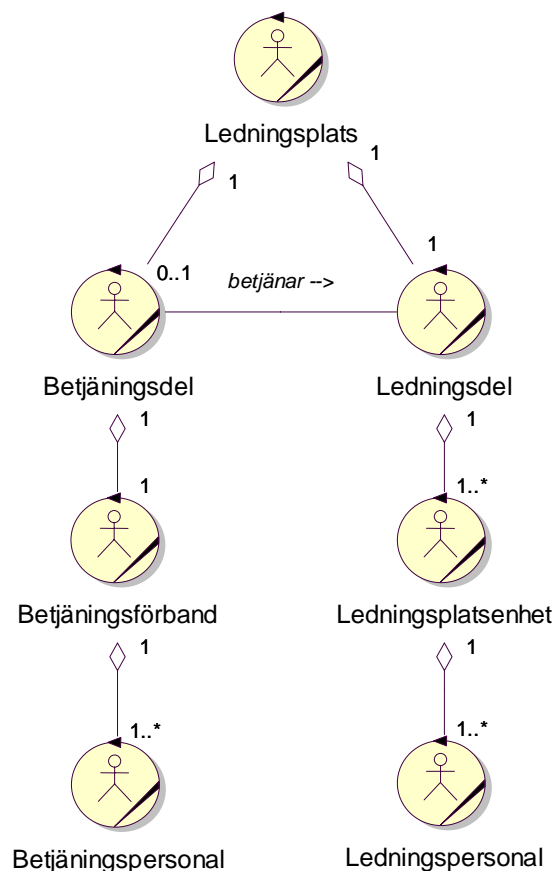 Ledningsplats
1
1
1
0..1
betjänar -->
Betjäningsdel
Ledningsdel
1
1
1
1..*
Betjäningsförband
Ledningsplatsenhet
1
1
1..*
1..*
Betjäningspersonal
Ledningspersonal